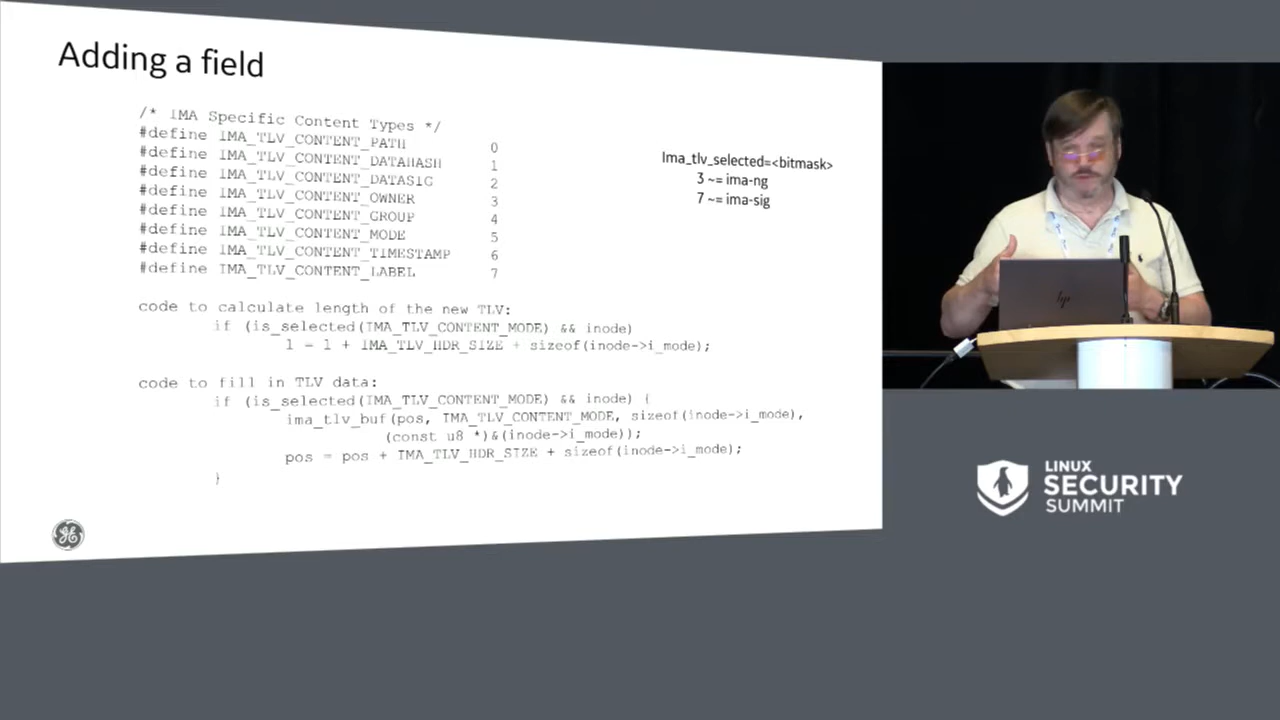 Adding a field
/* IMA Specific Content Types */
#define IMA_TLV_CONTENT_PATH 0
#define IMA_TLV_CONTENT_DATAHASH 1
#define IMA_TLV_CONTENT_DATASIG 2
#define IMA_TLV_CONTENT_OWNER 3
#define IMA_TLV_CONTENT_GROUP 4
#define IMA_TLV_CONTENT_MODE 5
#define IMA_TLV_CONTENT_TIMESTAMP 6
#define IMA_TLV_CONTENT_LABEL 7
Ima_tlv_selected=<bitmask>
3 ~= ima-ng
7 ~= ima-sig
code to calculate length of the new TLV:
if (is_selected(IMA_TLV_CONTENT_MODE) && inode)
l = l + IMA_TLV_HDR_SIZE + sizeof(inode->i_mode);
code to fill in TLV data:
if (is_selected(IMA_TLV_CONTENT_MODE) && inode) {
ima_tlv_buf(pos, IMA_TLV_CONTENT_MODE, sizeof(inode->i_mode),
(const u8 *)&(inode->i_mode));
pos = pos + IMA_TLV_HDR_SIZE + sizeof(inode->i_mode);
}
GE
hp
LINUX
SECURITY
SUMMIT